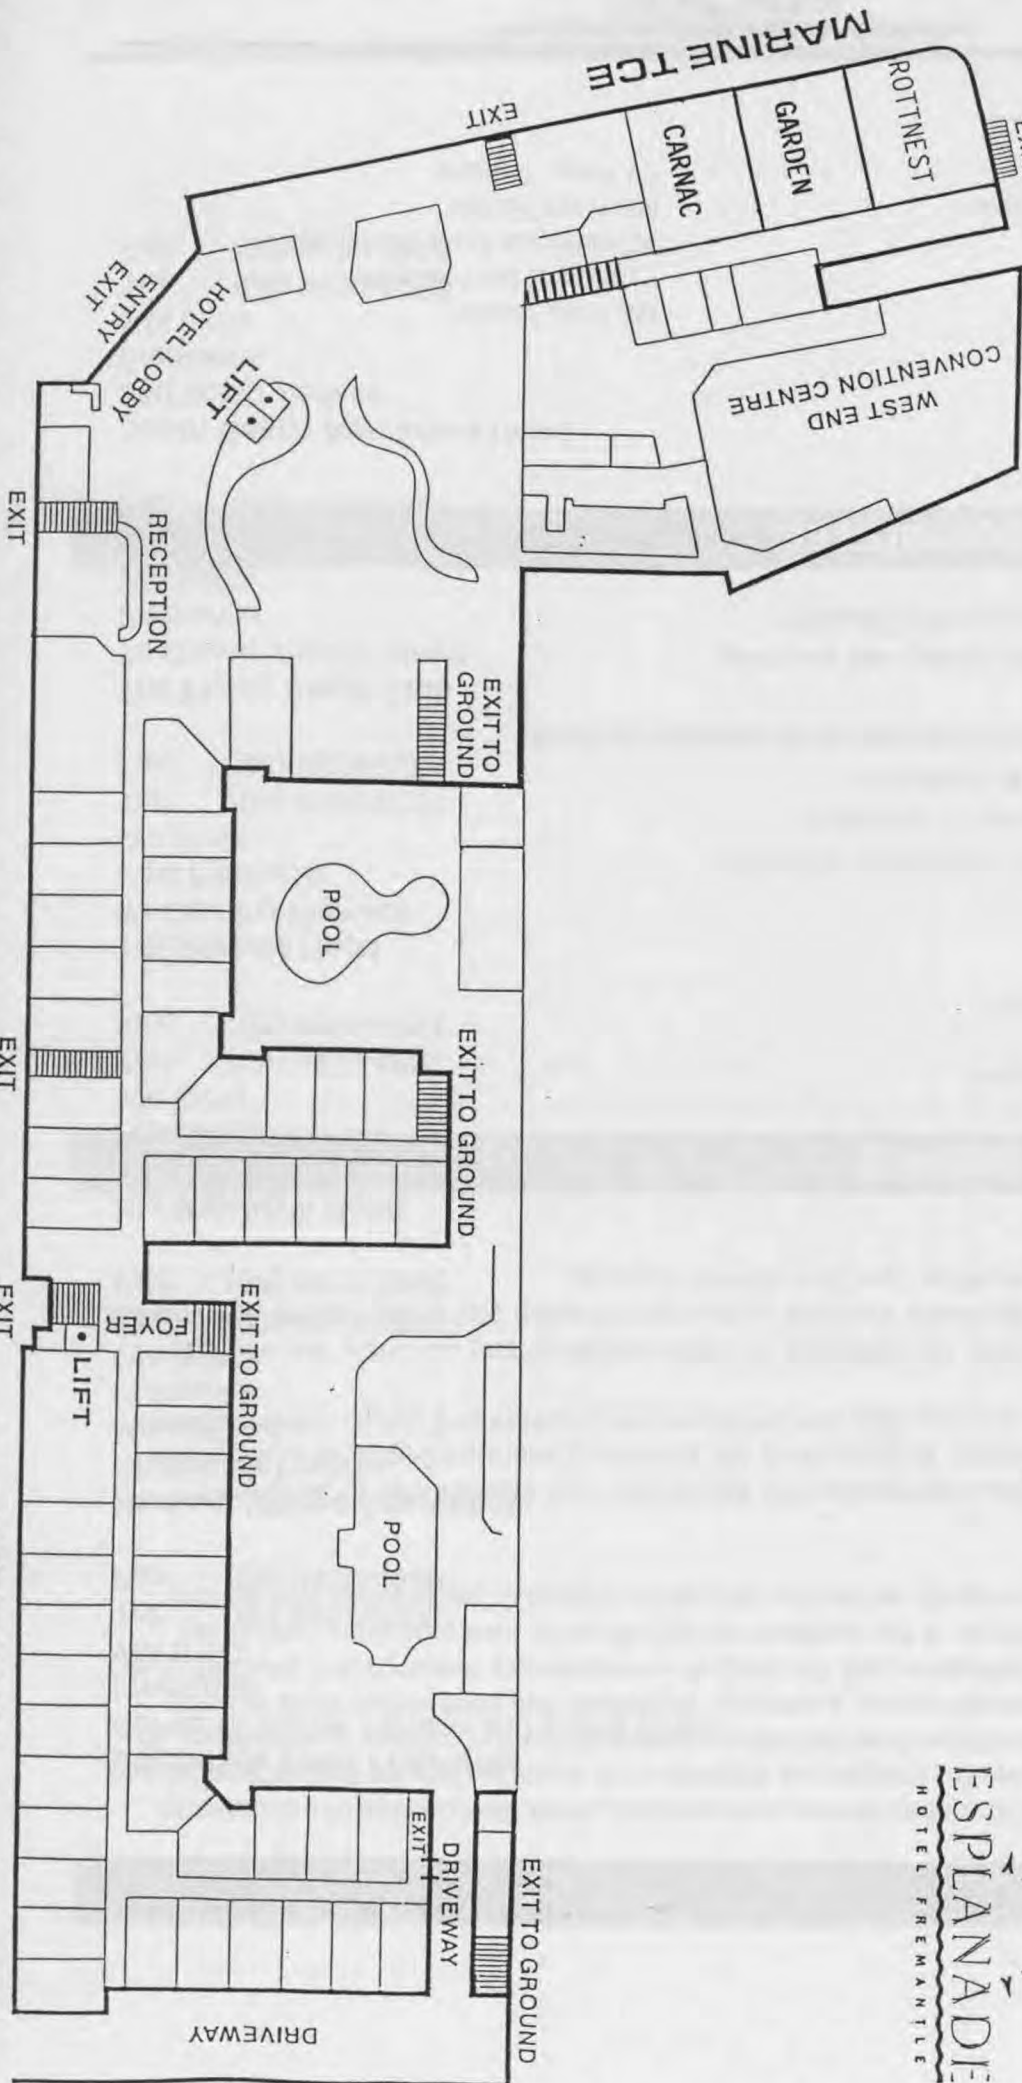 MARINE TCE
EXIT
CARNAC
GARDEN
ROTTNEST
ENTRY
EXIT
HOTEL LOBBY
LIFT
WEST END
CONVENTION CENTRE
EXIT
RECEPTION
EXIT TO
GROUND
POOL
EXIT
EXIT TO GROUND
EXIT
FOYER
LIFT
EXIT TO GROUND
POOL
EXIT
DRIVEWAY
EXIT TO GROUND
DRIVEWAY
ESPLANADE
HOTEL FREMANTLE